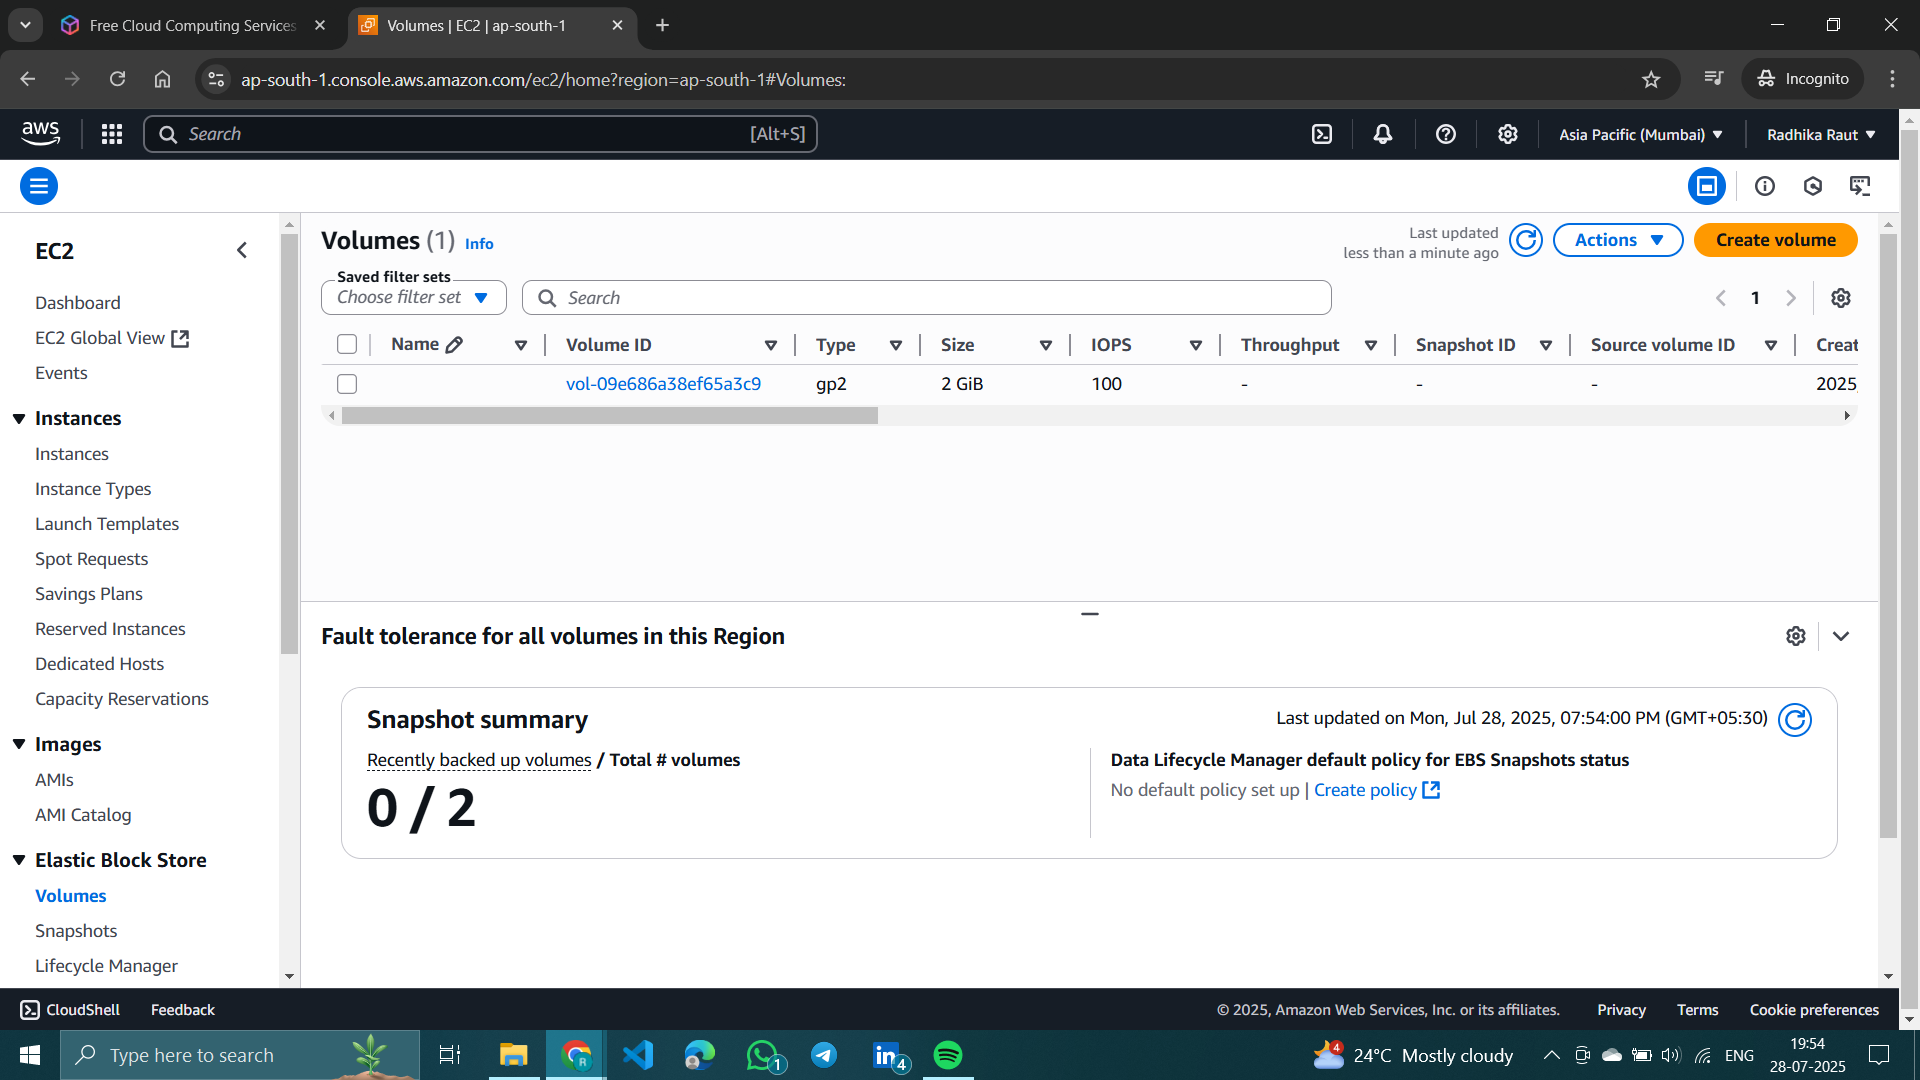 Free Cloud Computing Services
Volumes | EC2 | ap-south-1
ap-south-1.console.aws.amazon.com/ec2/home?region=ap-south-1#Volumes:
Incognito
aws
Search
[Alt+S]
Asia Pacific (Mumbai)
Radhika Raut
EC2
Dashboard
EC2 Global View
Events
Instances
Instances
Instance Types
Launch Templates
Spot Requests
Savings Plans
Reserved Instances
Dedicated Hosts
Capacity Reservations
Images
AMIs
AMI Catalog
Elastic Block Store
Volumes
Snapshots
Lifecycle Manager
Volumes (1) Info
Last updated
less than a minute ago
Actions
Create volume
Saved filter sets
Choose filter set
Search
1
Name Volume ID Type Size IOPS Throughput Snapshot ID Source volume ID Creat
vol-09e686a38ef65a3c9 gp2 2 GiB 100 - - - 2025
Fault tolerance for all volumes in this Region
Snapshot summary
Last updated on Mon, Jul 28, 2025, 07:54:00 PM (GMT+05:30)
Recently backed up volumes / Total # volumes
0 / 2
Data Lifecycle Manager default policy for EBS Snapshots status
No default policy set up | Create policy
CloudShell Feedback
© 2025, Amazon Web Services, Inc. or its affiliates. Privacy Terms Cookie preferences
Type here to search
R
1
4
4
24°C Mostly cloudy
ENG
19:54
28-07-2025